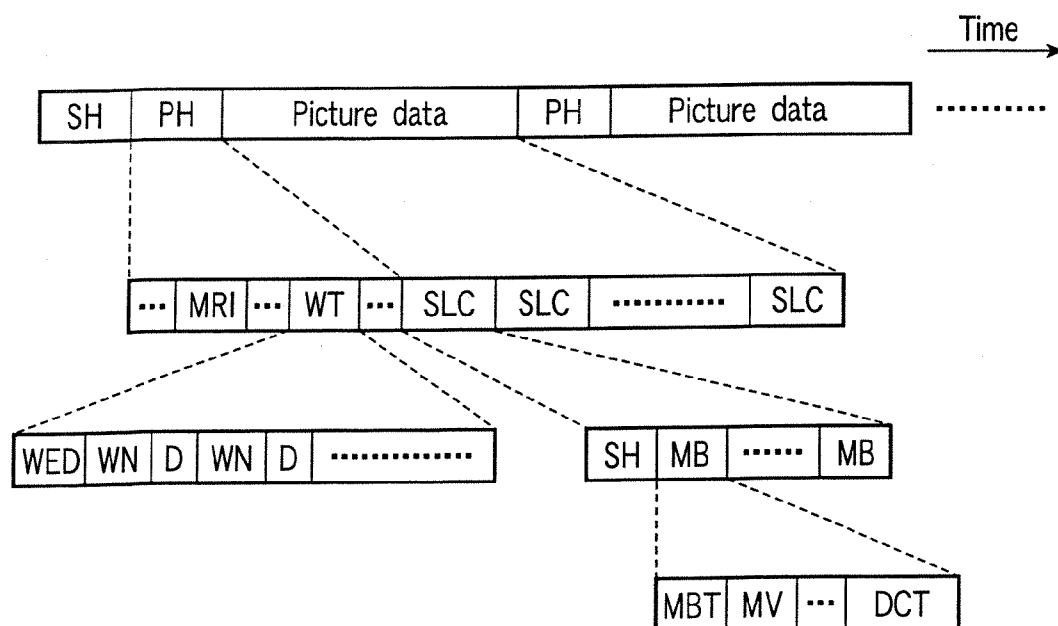 Time
SH PH Picture data PH Picture data ..........
... MRI ... WT ... SLC SLC ............ SLC
WED WN D WN D ..............
SH MB ...... MB
MBT MV ... DCT